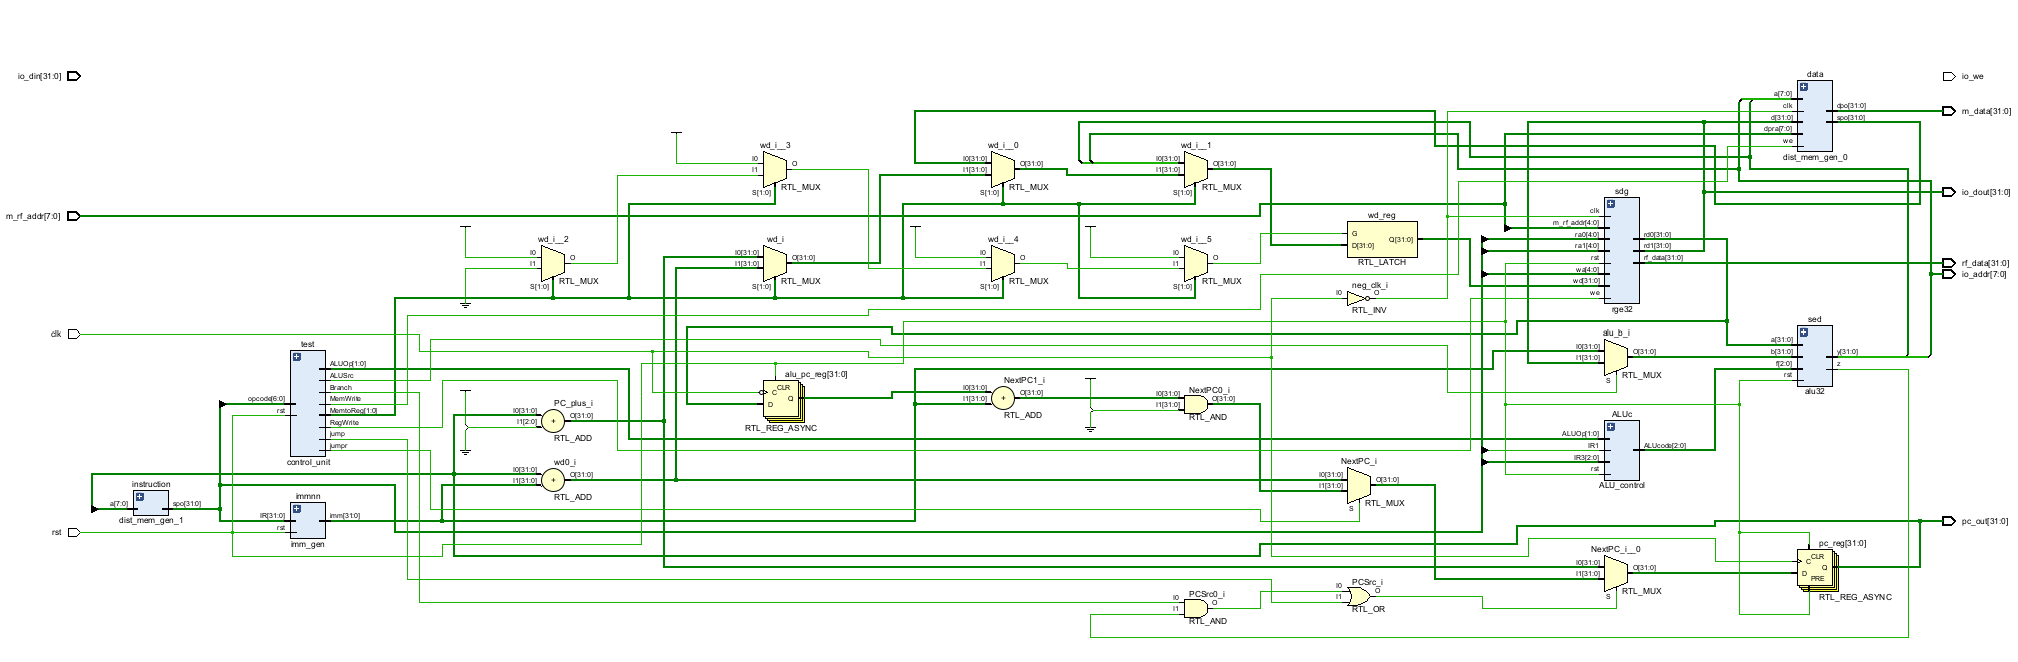 io_din[31:0]
m_rf_addr[7:0]
clk
rst
instruction
a[7:0]
spo[31:0]
dist_mem_gen_1
test
opcode[6:0]
rst
ALUOp[1:0]
ALUSrc
Branch
MemWrite
MemtoReg[1:0]
RegWrite
jump
jumpr
control_unit
immnn
IR[31:0]
rst
imm[31:0]
imm_gen
wd_i__2
I0
I1
S[1:0]
O
RTL_MUX
PC_plus_i
I0[31:0]
I1[2:0]
O[31:0]
RTL_ADD
wd0_i
I0[31:0]
I1[31:0]
O[31:0]
RTL_ADD
wd_i__3
I0
I1
S[1:0]
O
RTL_MUX
wd_i
I0[31:0]
I1[31:0]
S[1:0]
O[31:0]
RTL_MUX
alu_pc_reg[31:0]
CLR
C
D
Q
RTL_REG_ASYNC
wd_i__0
I0[31:0]
I1[31:0]
S[1:0]
O[31:0]
RTL_MUX
wd_i__4
I0
I1
S[1:0]
O
RTL_MUX
NextPC1_i
I0[31:0]
I1[31:0]
O[31:0]
RTL_ADD
wd_i__1
I0[31:0]
I1[31:0]
S[1:0]
O[31:0]
RTL_MUX
wd_i__5
I0
I1
S[1:0]
O
RTL_MUX
NextPC0_i
I0[31:0]
I1[31:0]
O[31:0]
RTL_AND
PCSrc0_i
I0
I1
O
RTL_AND
wd_reg
G
D[31:0]
Q[31:0]
RTL_LATCH
neg_clk_i
I0
O
RTL_INV
NextPC_i
I0[31:0]
I1[31:0]
S
O[31:0]
RTL_MUX
PCSrc_i
I0
I1
O
RTL_OR
sdg
clk
m_rf_addr[4:0]
ra0[4:0]
ra1[4:0]
rst
wa[4:0]
wd[31:0]
we
rd0[31:0]
rd1[31:0]
rf_data[31:0]
rge32
alu_b_i
I0[31:0]
I1[31:0]
S
O[31:0]
RTL_MUX
ALUc
ALUOp[1:0]
IR1
IR3[2:0]
rst
ALUcode[2:0]
ALU_control
NextPC_i__0
I0[31:0]
I1[31:0]
S
O[31:0]
RTL_MUX
data
a[7:0]
clk
d[31:0]
dpra[7:0]
we
dpo[31:0]
spo[31:0]
dist_mem_gen_0
sed
a[31:0]
b[31:0]
f[2:0]
rst
y[31:0]
z
alu32
pc_reg[31:0]
CLR
C
D
PRE
Q
RTL_REG_ASYNC
io_we
m_data[31:0]
io_dout[31:0]
rf_data[31:0]
io_addr[7:0]
pc_out[31:0]